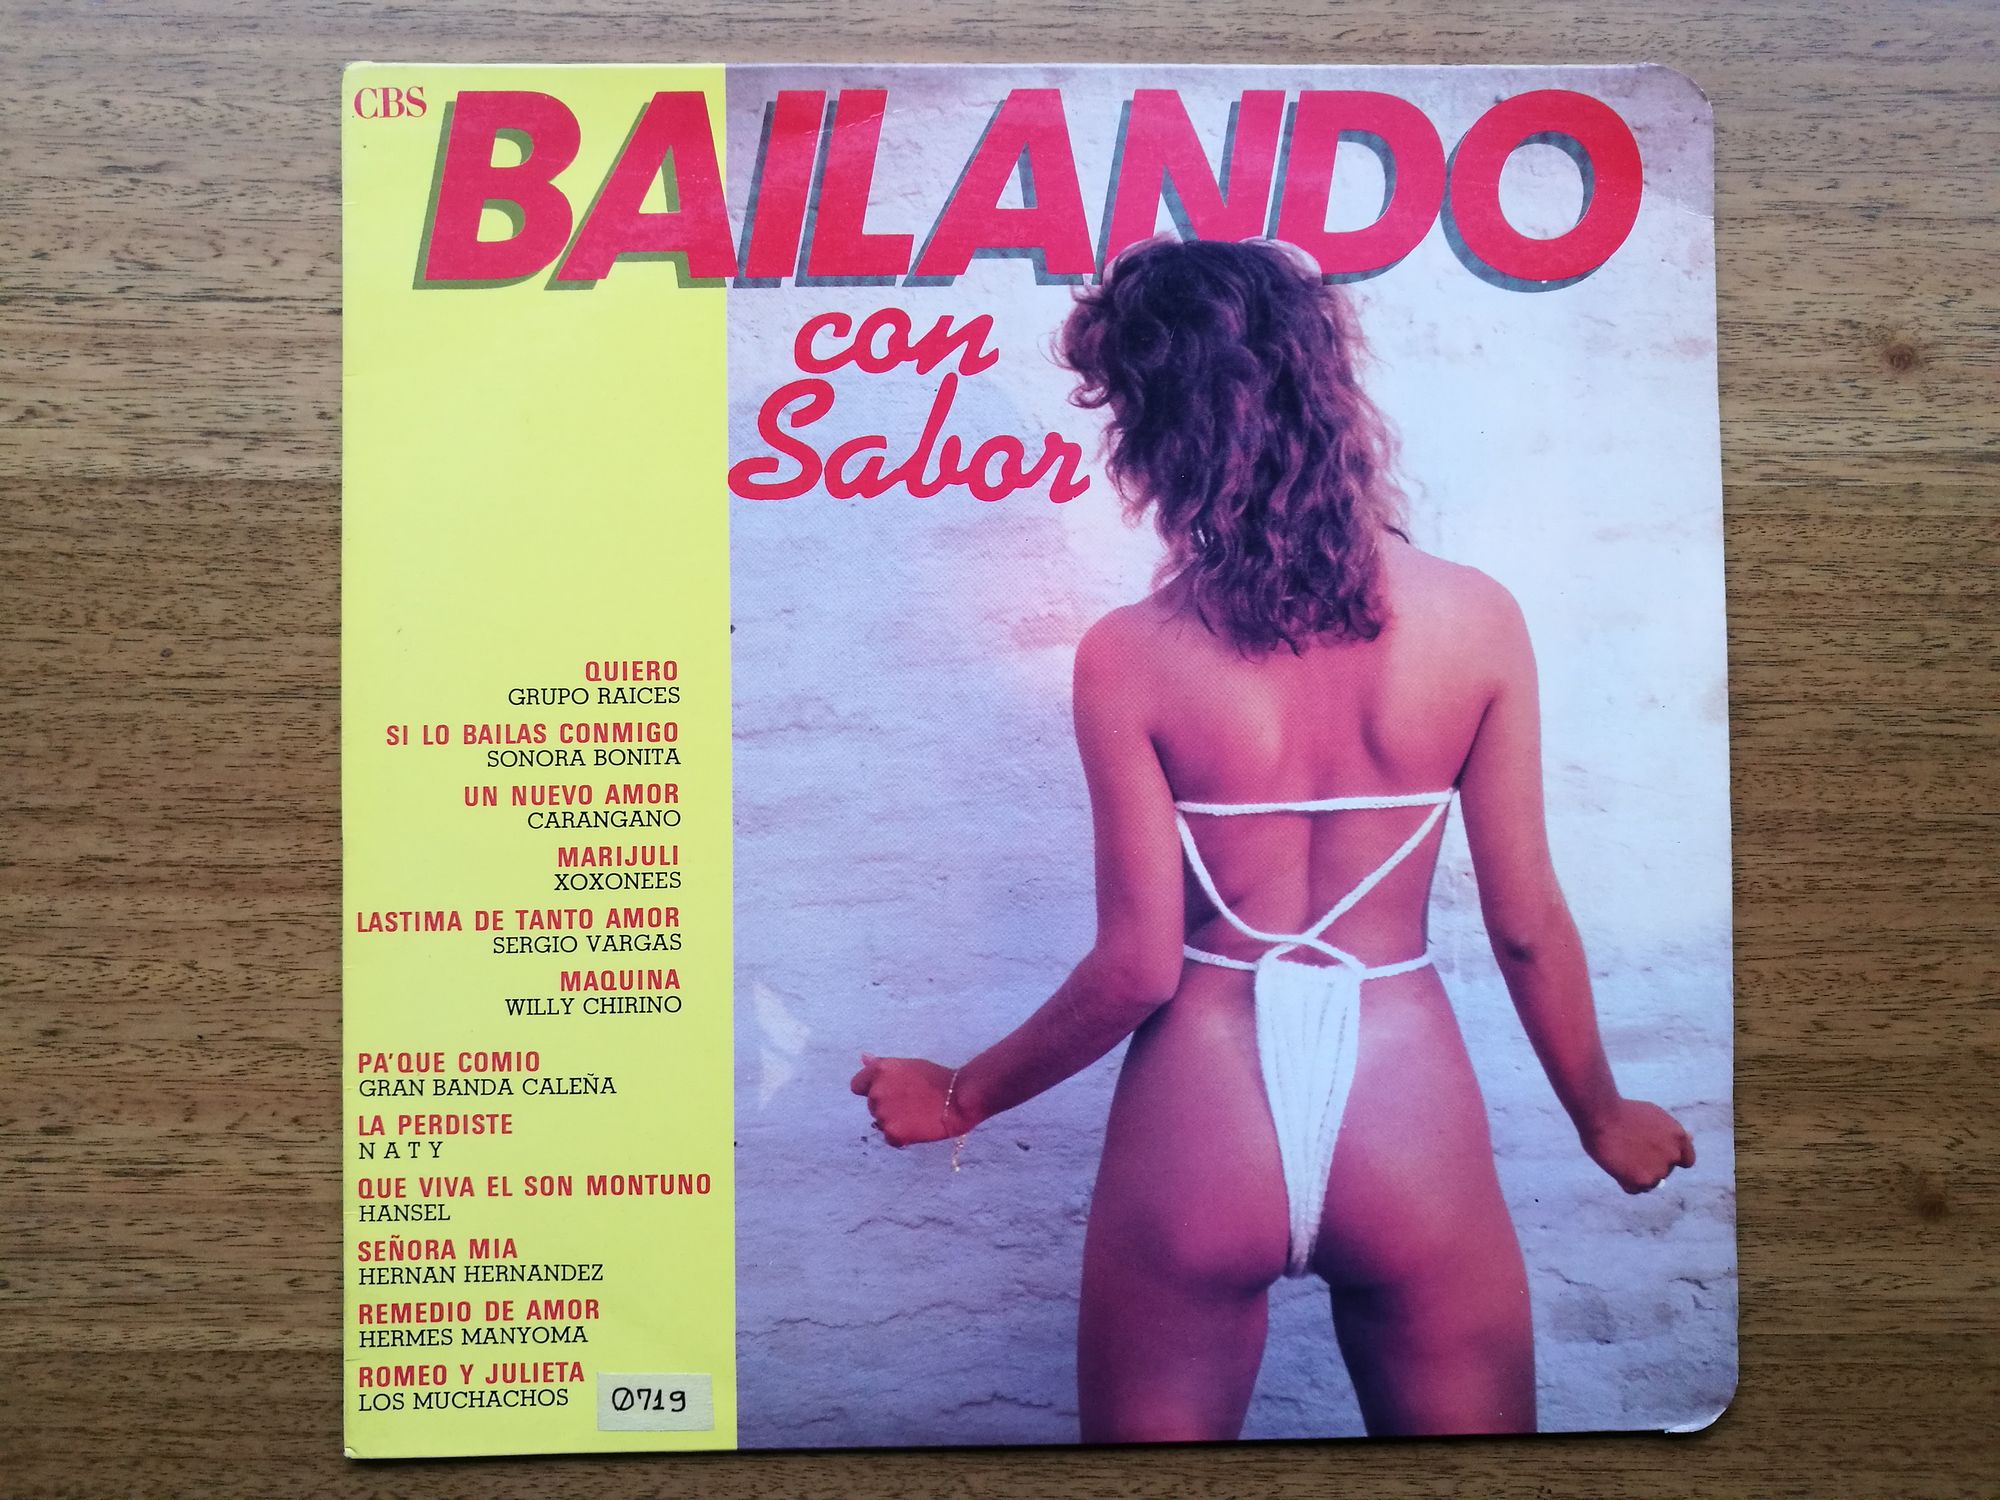 CBS
BAILANDO
con
Sabor
QUIERO
GRUPO RAICES
SI LO BAILAS CONMIGO
SONORA BONITA
UN NUEVO AMOR
CARANGANO
MARIJULI
XOXONEES
LASTIMA DE TANTO AMOR
SERGIO VARGAS
MAQUINA
WILLY CHIRINO
PA'QUE COMIO
GRAN BANDA CALEÑA
LA PERDISTE
N A T Y
QUE VIVA EL SON MONTUNO
HANSEL
SEÑORA MIA
HERNAN HERNANDEZ
REMEDIO DE AMOR
HERMES MANYOMA
ROMEO Y JULIETA
LOS MUCHACHOS
0719